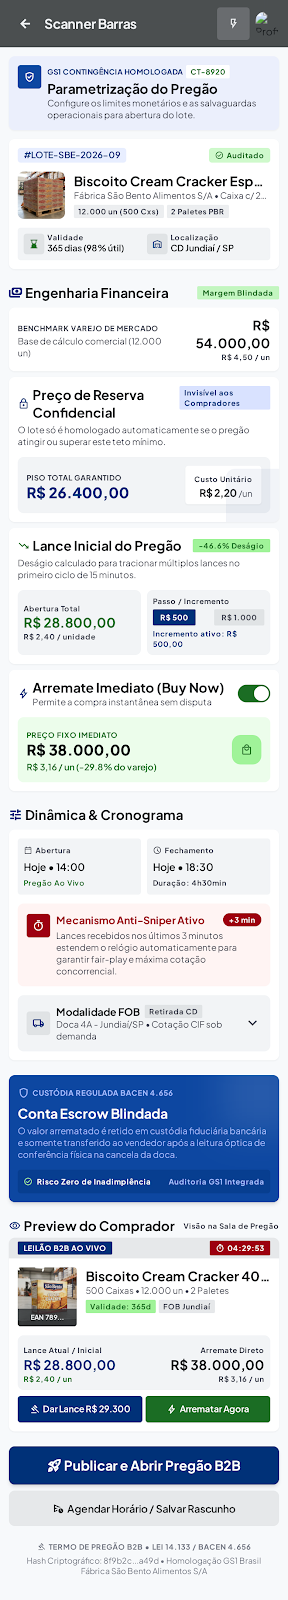 Scanner Barras
GS1 CONTINGÊNCIA HOMOLOGADA CT-8920
Parametrização do Pregão
Configure os limites monetários e as salvaguardas
operacionais para abertura do lote.
#LOTE-SBE-2026-09 Auditado
Biscoito Cream Cracker Esp...
Fábrica São Bento Alimentos S/A • Caixa c/ 2...
12.000 un (500 Cxs) 2 Paletes PBR
Validade
365 dias (98% útil)
Localização
CD Jundiaí / SP
Engenharia Financeira Margem Blindada
BENCHMARK VAREJO DE MERCADO
Base de cálculo comercial (12.000
un)
R$
54.000,00
R$ 4,50 / un
Preço de Reserva
Confidencial
Invisível aos
Compradores
O lote só é homologado automaticamente se o pregão
atingir ou superar este teto mínimo.
PISO TOTAL GARANTIDO
R$ 26.400,00
Custo Unitário
R$ 2,20 /un
Lance Inicial do Pregão -46.6% Deságio
Deságio calculado para tracionar múltiplos lances no
primeiro ciclo de 15 minutos.
Abertura Total
R$ 28.800,00
R$ 2,40 / unidade
Passo / Incremento
R$ 500 R$ 1.000
Incremento ativo: R$
500,00
Arremate Imediato (Buy Now)
Permite a compra instantânea sem disputa
PREÇO FIXO IMEDIATO
R$ 38.000,00
R$ 3,16 / un (-29.8% do varejo)
Dinâmica & Cronograma
Abertura
Hoje • 14:00
Pregão Ao Vivo
Fechamento
Hoje • 18:30
Duração: 4h30min
Mecanismo Anti-Sniper Ativo +3 min
Lances recebidos nos últimos 3 minutos
estendem o relógio automaticamente para
garantir fair-play e máxima cotação
concorrencial.
Modalidade FOB Retirada CD
Doca 4A - Jundiaí/SP • Cotação CIF sob
demanda
CUSTÓDIA REGULADA BACEN 4.656
Conta Escrow Blindada
O valor arrematado é retido em custódia fiduciária bancária
e somente transferido ao vendedor após a leitura óptica de
conferência física na cancela da doca.
Risco Zero de Inadimplência Auditoria GS1 Integrada
Preview do Comprador Visão na Sala de Pregão
LEILÃO B2B AO VIVO 04:29:53
Biscoito Cream Cracker 40...
500 Caixas • 12.000 un • 2 Paletes
Validade: 365d FOB Jundiaí
EAN 789...
Lance Atual / Inicial
R$ 28.800,00
R$ 2,40 / un
Arremate Direto
R$ 38.000,00
R$ 3,16 / un
Dar Lance R$ 29.300 Arrematar Agora
Publicar e Abrir Pregão B2B
Agendar Horário / Salvar Rascunho
TERMO DE PREGÃO B2B • LEI 14.133 / BACEN 4.656
Hash Criptográfico: 8f9b2c...a49d • Homologação GS1 Brasil
Fábrica São Bento Alimentos S/A